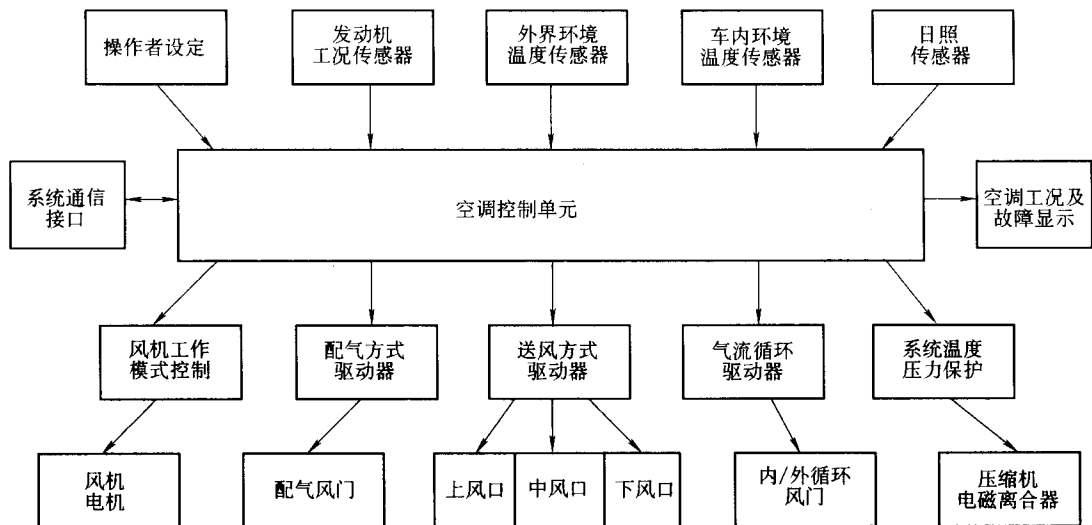 操作者设定
发动机
工况传感器
外界环境
温度传感器
车内环境
温度传感器
日照
传感器
系统通信
接口
空调控制单元
空调工况及
故障显示
风机工作
模式控制
配气方式
驱动器
送风方式
驱动器
气流循环
驱动器
系统温度
压力保护
风机
电机
配气风门
上风口
中风口
下风口
内/外循环
风门
压缩机
电磁离合器